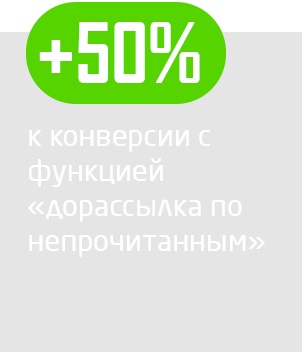 +50%
к конверсии с
функцией
«дорассылка по
непрочитанным»